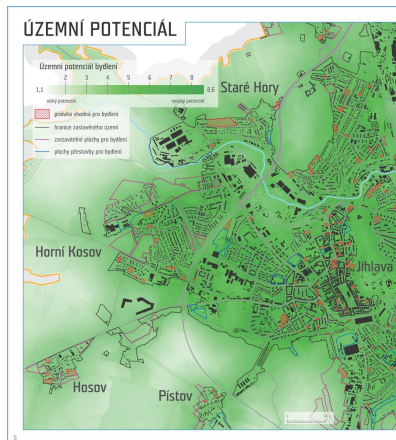 ÚZEMNÍ POTENCIÁL
Územní potenciál bydlení
2 3 4 5 6 7 8
1,1 8,6
nízký potenciál vysoký potenciál
proluka vhodná pro bydlení
hranice zastavěného území
zastavitelné plochy pro bydlení
plochy přestavby pro bydlení
Staré Hory
Horní Kosov
Jihlava
Hosov
Pístov
5